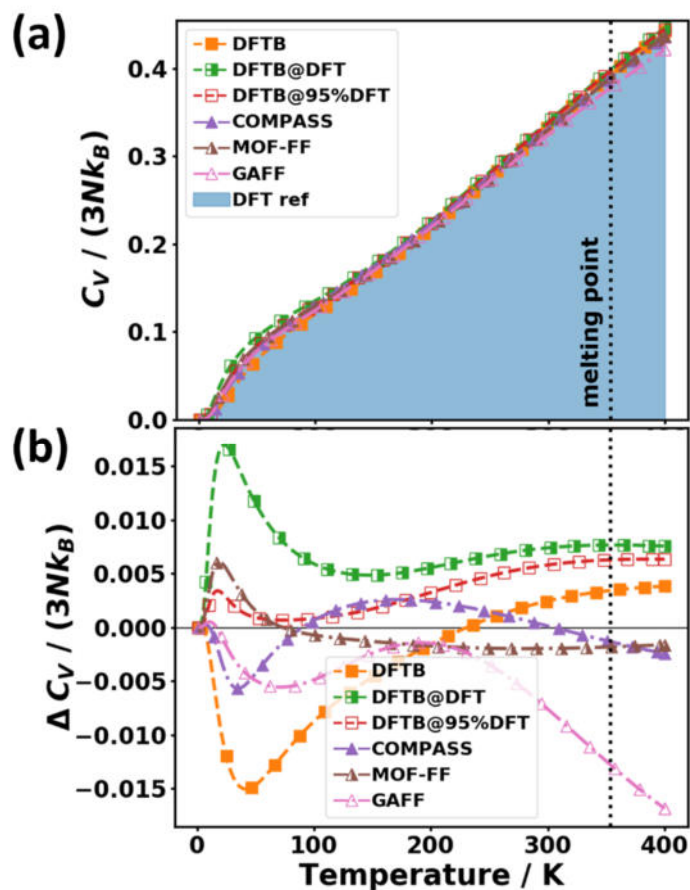 (a)
DFTB
DFTB@DFT
DFTB@95%DFT
COMPASS
MOF-FF
GAFF
DFT ref
C_V / (3Nk_B)
0.4
0.3
0.2
0.1
0.0
melting point
(b)
Δ C_V / (3Nk_B)
0.015
0.010
0.005
0.000
−0.005
−0.010
−0.015
DFTB
DFTB@DFT
DFTB@95%DFT
COMPASS
MOF-FF
GAFF
0 100 200 300 400
Temperature / K